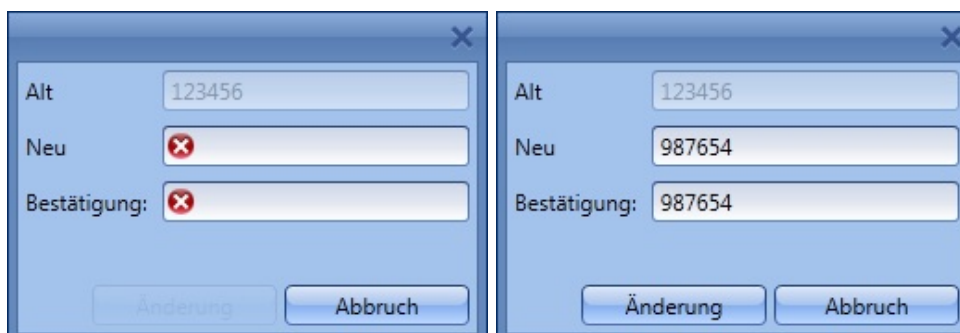 Alt 123456
Neu
Bestätigung:
Änderung Abbruch
Alt 123456
Neu 987654
Bestätigung: 987654
Änderung Abbruch